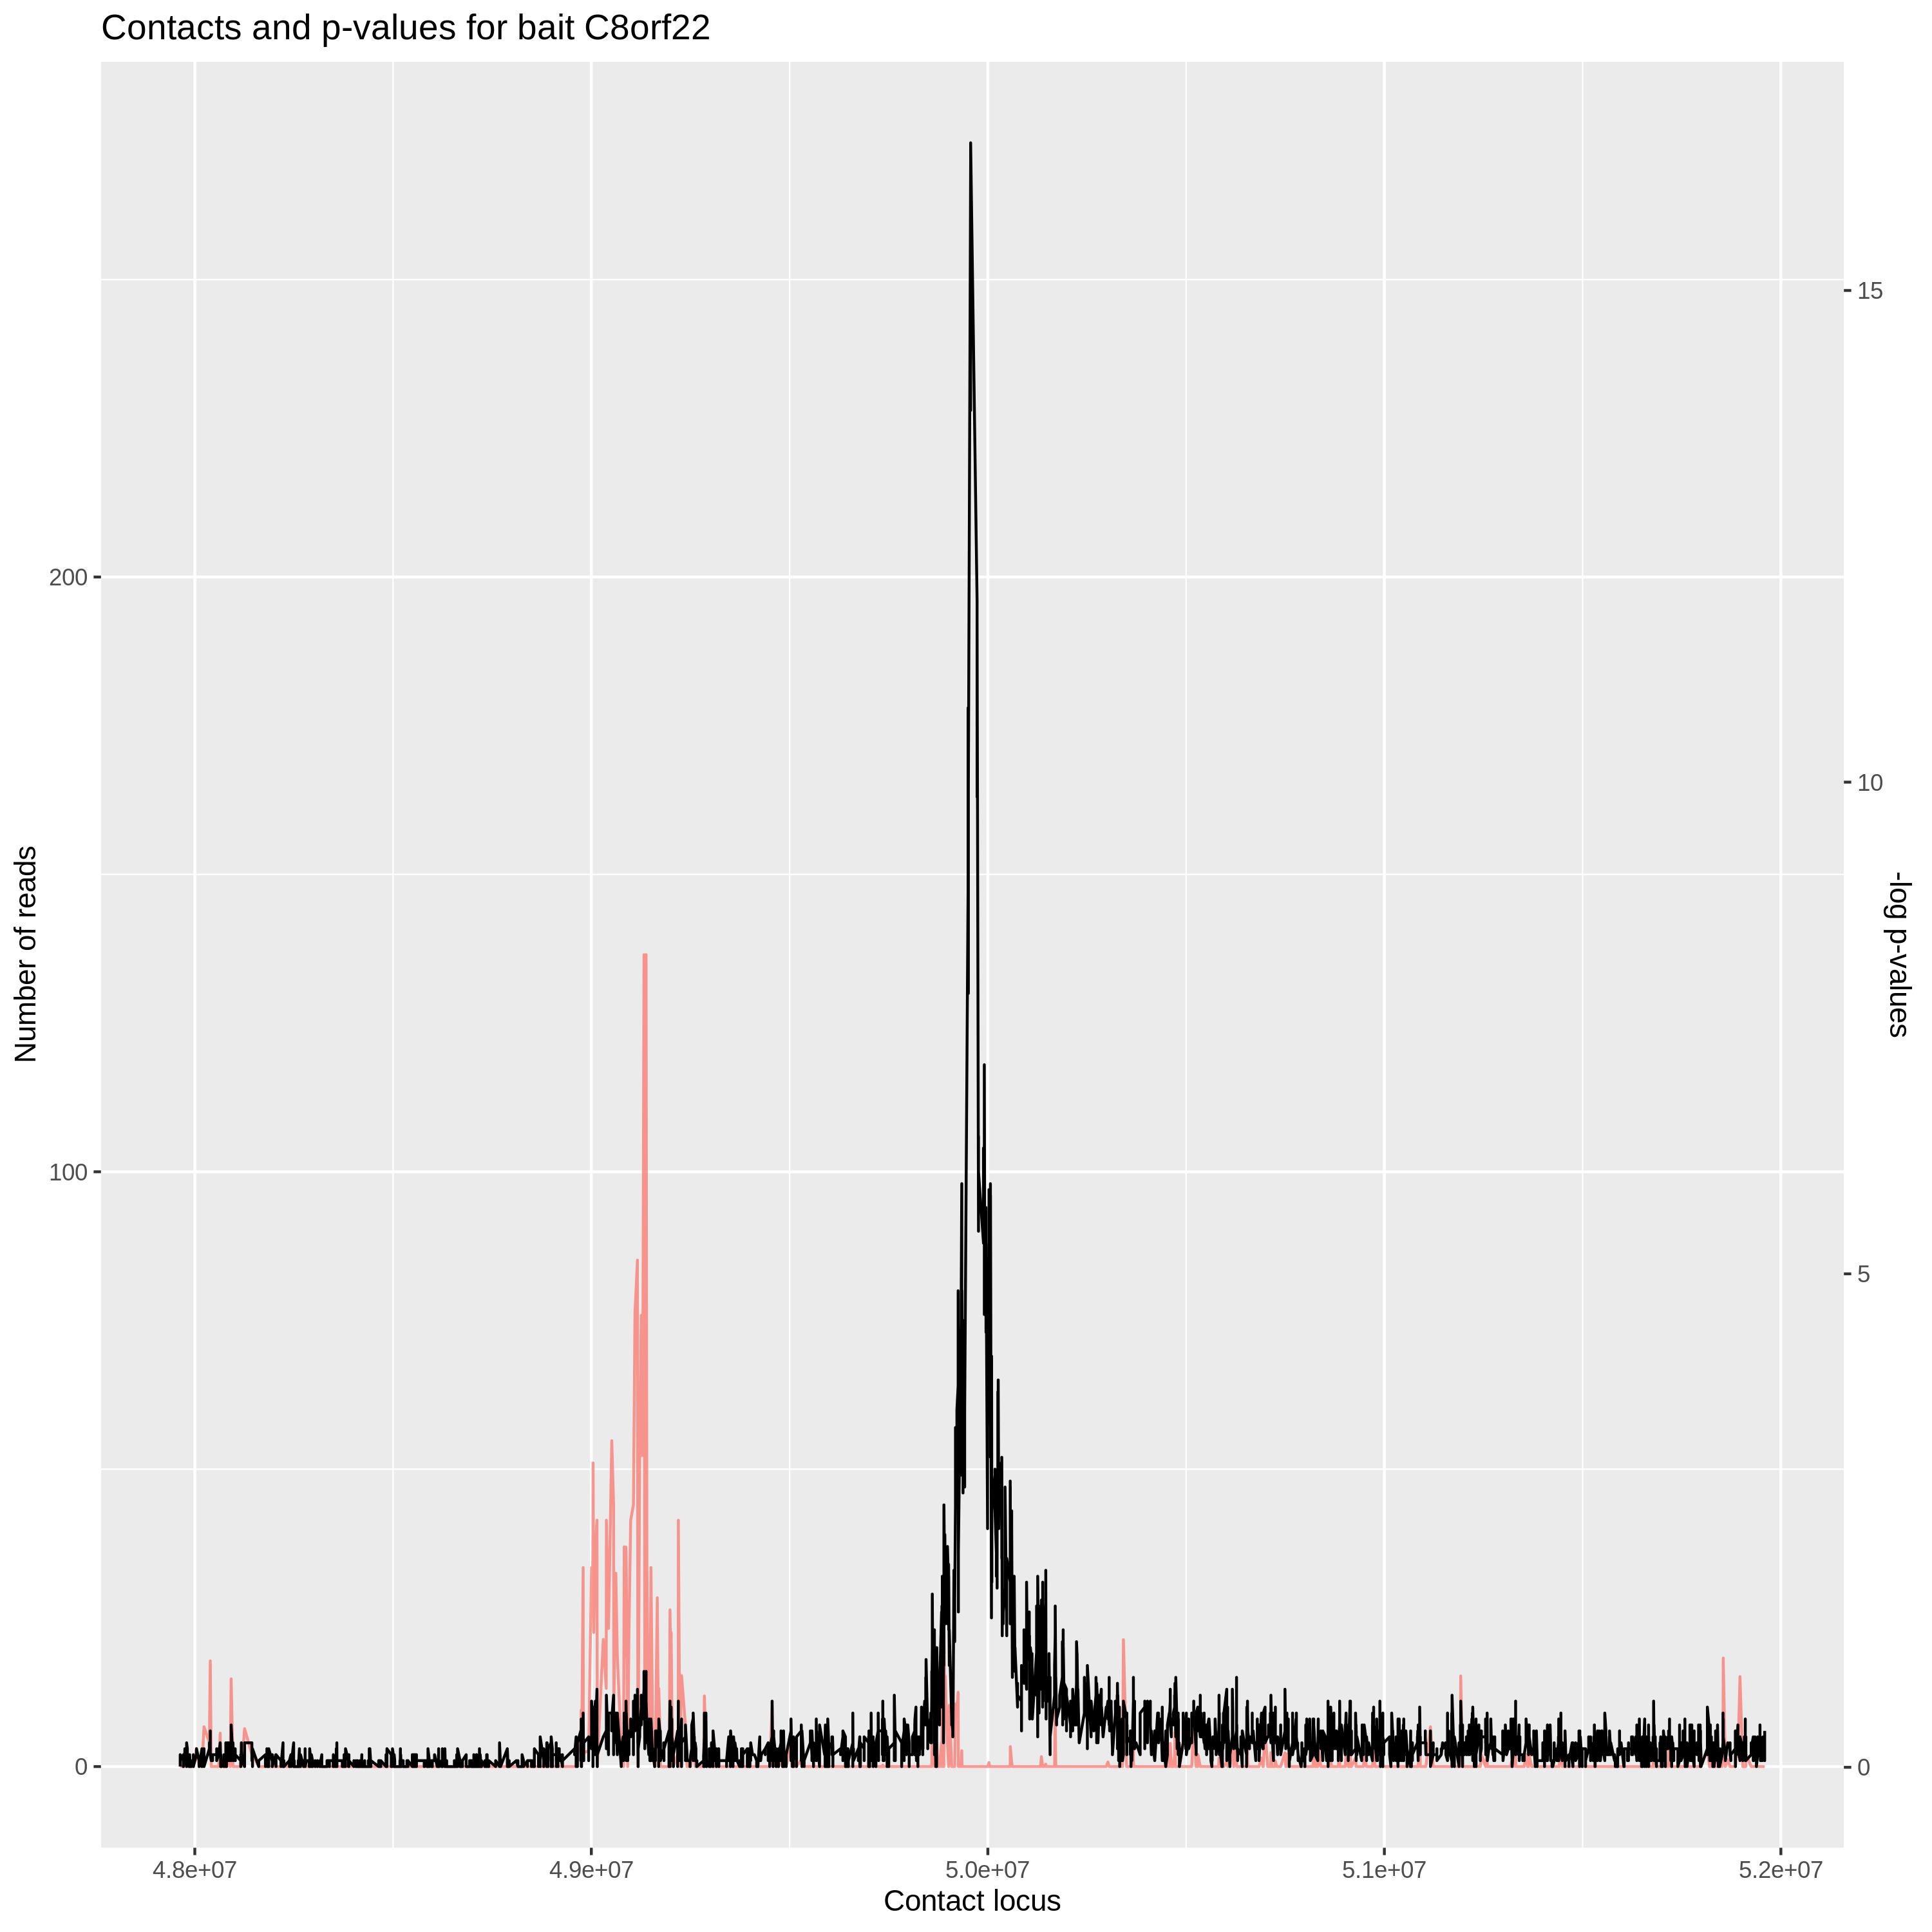 Contacts and p-values for bait C8orf22
Number of reads
200
100
0
15
10
5
0
-log p-values
4.8e+07 4.9e+07 5.0e+07 5.1e+07 5.2e+07
Contact locus